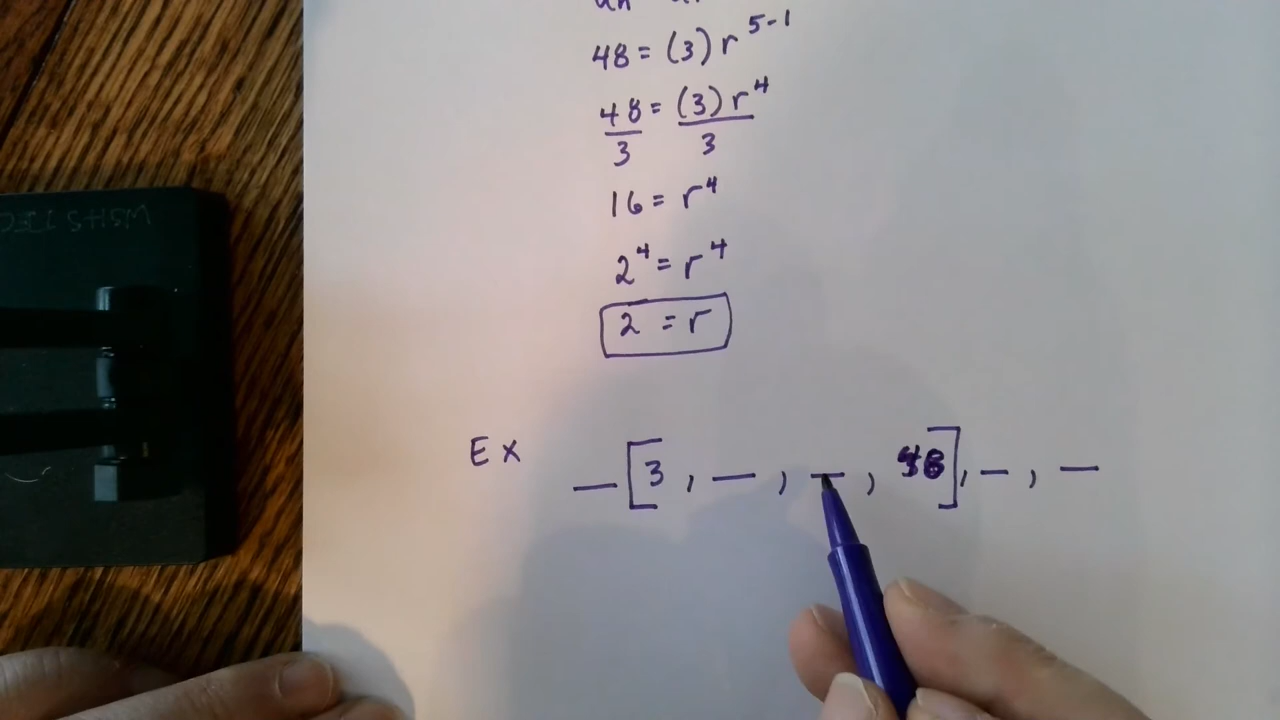 48 = (3) r^5-1
48/3 = (3) r^4/3
16 = r^4
2^4 = r^4
2 = r
Ex _ [3, _, _, 48], _, _